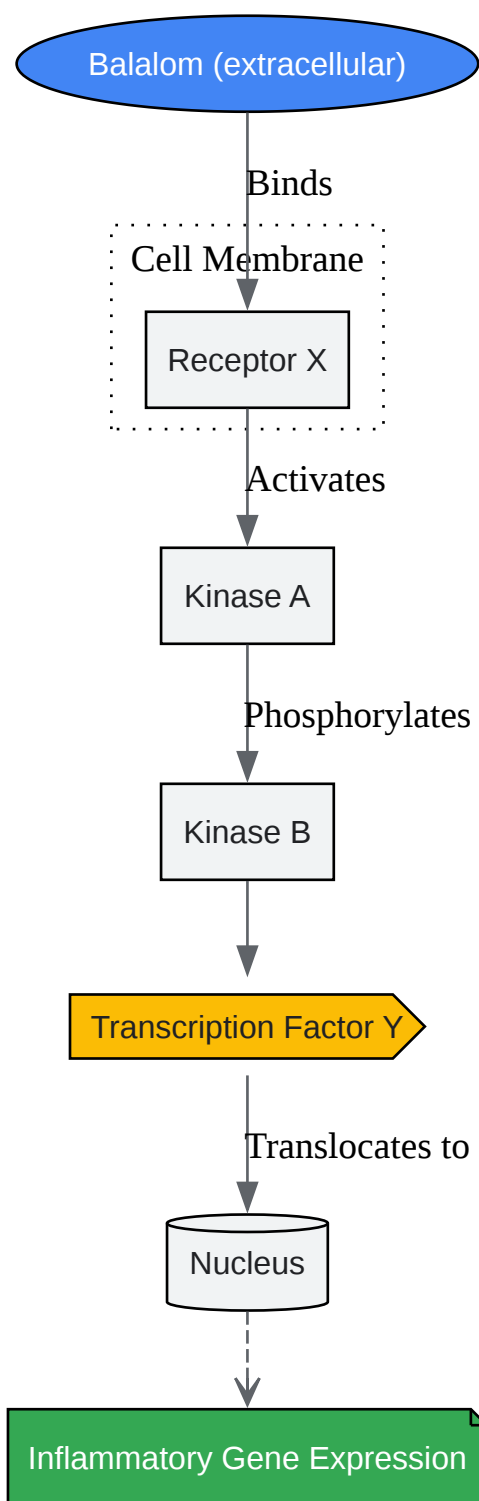 Balalom (extracellular)
Binds
Cell Membrane
Receptor X
Activates
Kinase A
Phosphorylates
Kinase B
Transcription Factor Y
Translocates to
Nucleus
Inflammatory Gene Expression